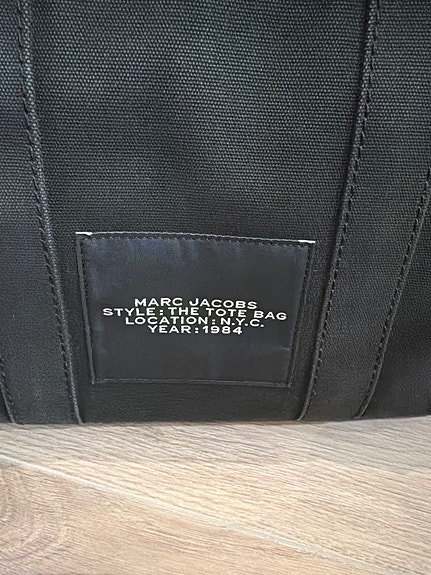 MARC JACOBS
STYLE: THE TOTE BAG
LOCATION: N.Y.C.
YEAR: 1984